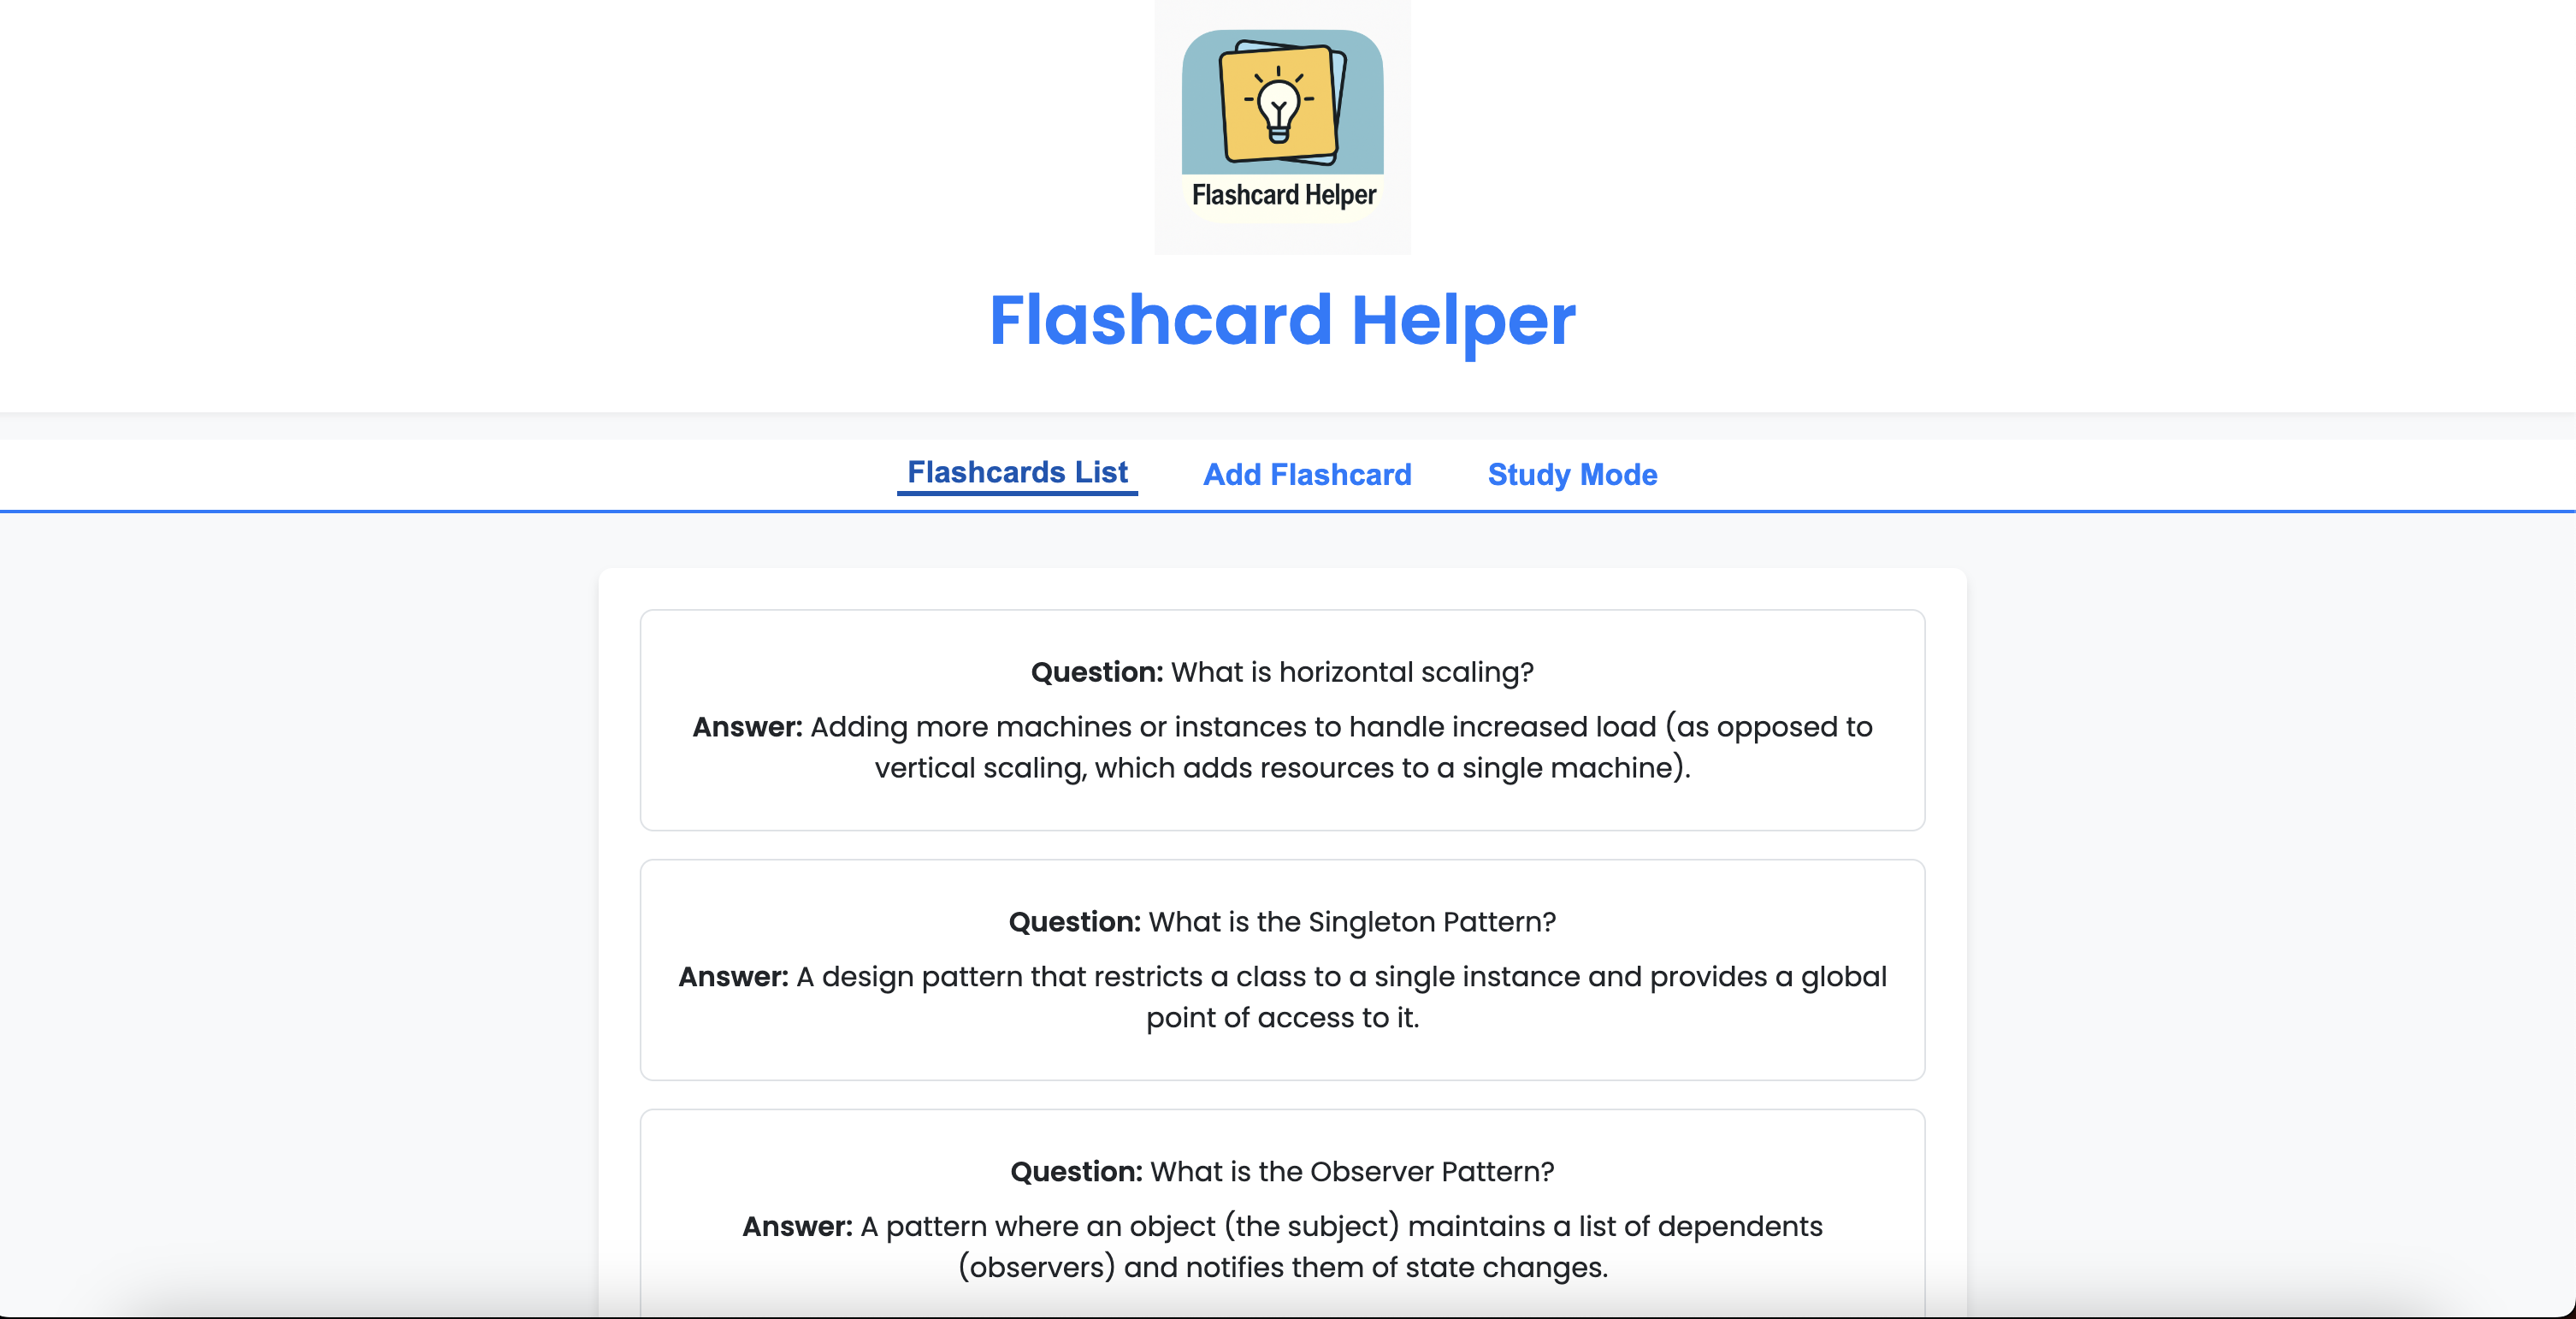 Flashcard Helper
Flashcard Helper
Flashcards List
Add Flashcard
Study Mode
Question: What is horizontal scaling?
Answer: Adding more machines or instances to handle increased load (as opposed to
vertical scaling, which adds resources to a single machine).
Question: What is the Singleton Pattern?
Answer: A design pattern that restricts a class to a single instance and provides a global
point of access to it.
Question: What is the Observer Pattern?
Answer: A pattern where an object (the subject) maintains a list of dependents
(observers) and notifies them of state changes.